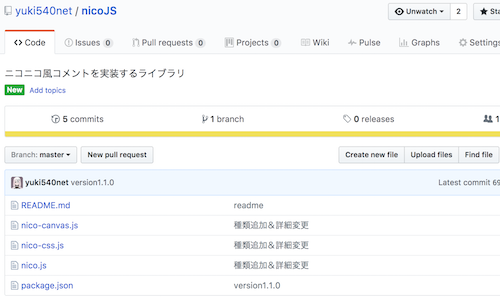 yuki540net / nicoJS
Unwatch 2 Sta
Code Issues 0 Pull requests 0 Projects 0 Wiki Pulse Graphs Settings
ニコニコ風コメントを実装するライブラリ
New Add topics
5 commits 1 branch 0 releases 1
Branch: master New pull request Create new file Upload files Find file
yuki540net version1.1.0 Latest commit 69
README.md readme
nico-canvas.js 種類追加＆詳細変更
nico-css.js 種類追加＆詳細変更
nico.js 種類追加＆詳細変更
package.json version1.1.0